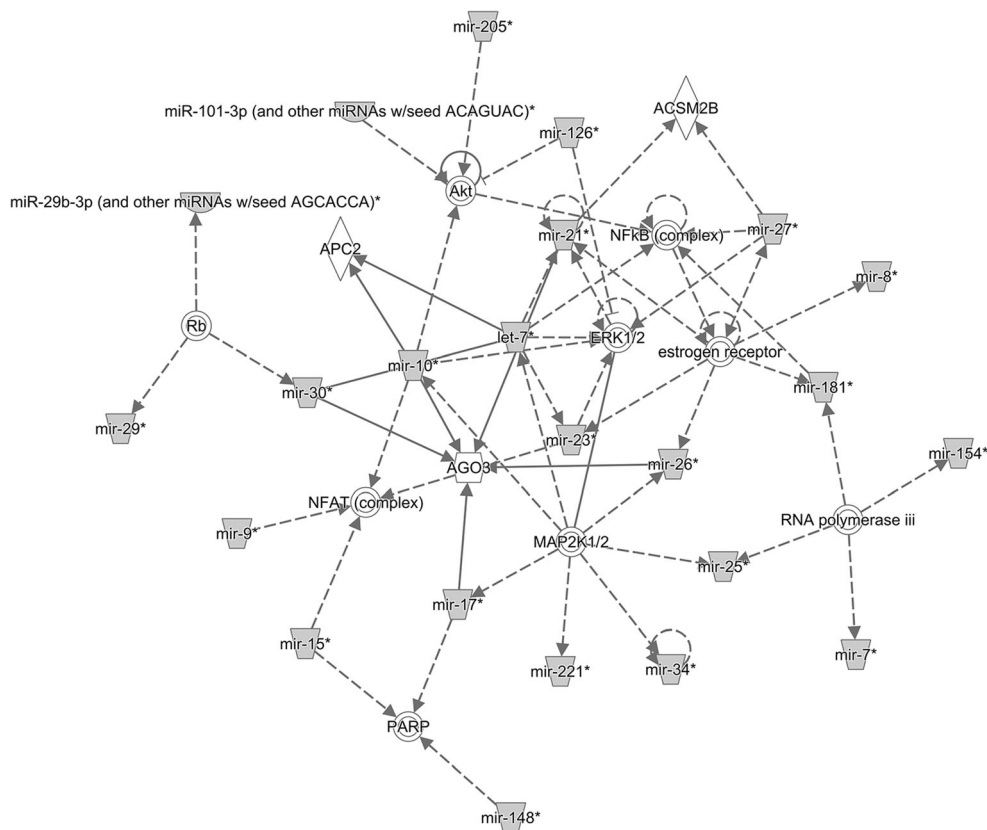 mir-205*
miR-101-3p (and other miRNAs w/seed ACAGUAC)*
ACSM2B
mir-126*
Akt
miR-29b-3p (and other miRNAs w/seed AGCACCA)*
mir-21*
NFkB (complex)
mir-27*
APC2
mir-8*
Rb
let-7*
ERK1/2
estrogen receptor
mir-10*
mir-30*
mir-181*
mir-29*
mir-23*
mir-154*
AGO3
mir-26*
NFAT (complex)
RNA polymerase iii
mir-9*
MAP2K1/2
mir-25*
mir-17*
mir-15*
mir-7*
mir-221*
mir-34*
PARP
mir-148*